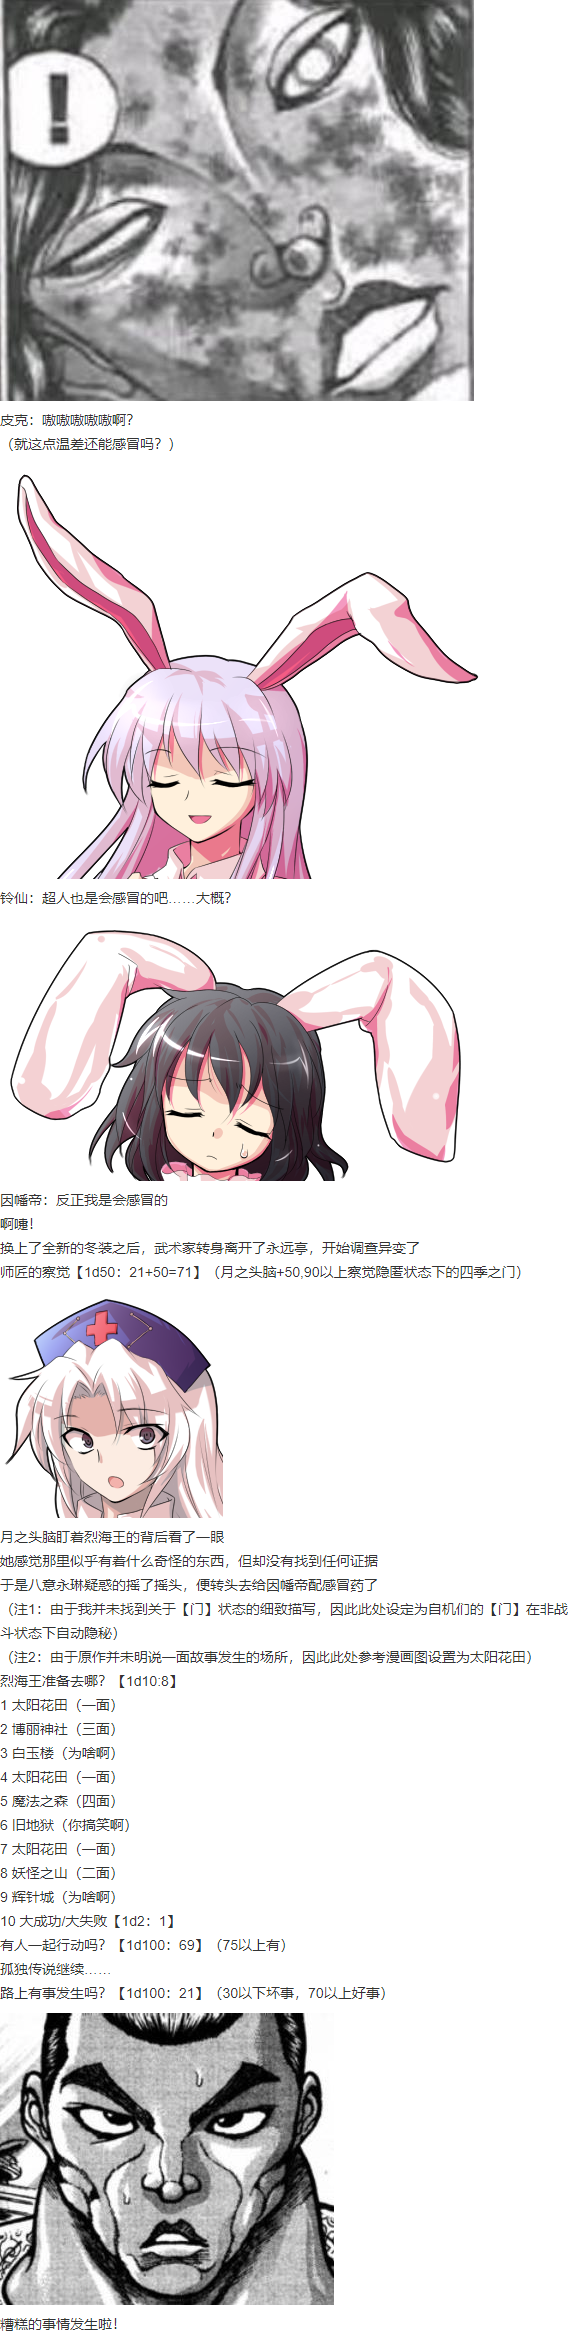 !
皮克：嗷嗷嗷嗷嗷啊？
（就这点温差还能感冒吗？）
铃仙：超人也是会感冒的吧……大概？
因幡帝：反正我是会感冒的
啊嚏！
换上了全新的冬装之后，武术家转身离开了永远亭，开始调查异变了
师匠的察觉【1d50：21+50=71】（月之头脑+50,90以上察觉隐匿状态下的四季之门）
月之头脑盯着烈海王的背后看了一眼
她感觉那里似乎有着什么奇怪的东西，但却没有找到任何证据
于是八意永琳疑惑的摇了摇头，便转头去给因幡帝配感冒药了
（注1：由于我并未找到关于【门】状态的细致描写，因此此处设定为自机们的【门】在非战
斗状态下自动隐秘）
（注2：由于原作并未明说一面故事发生的场所，因此此处参考漫画图设置为太阳花田）
烈海王准备去哪？【1d10:8】
1 太阳花田（一面）
2 博丽神社（三面）
3 白玉楼（为啥啊）
4 太阳花田（一面）
5 魔法之森（四面）
6 旧地狱（你搞笑啊）
7 太阳花田（一面）
8 妖怪之山（二面）
9 辉针城（为啥啊）
10 大成功/大失败【1d2：1】
有人一起行动吗？【1d100：69】（75以上有）
孤独传说继续……
路上有事发生吗？【1d100：21】（30以下坏事，70以上好事）
糟糕的事情发生啦！